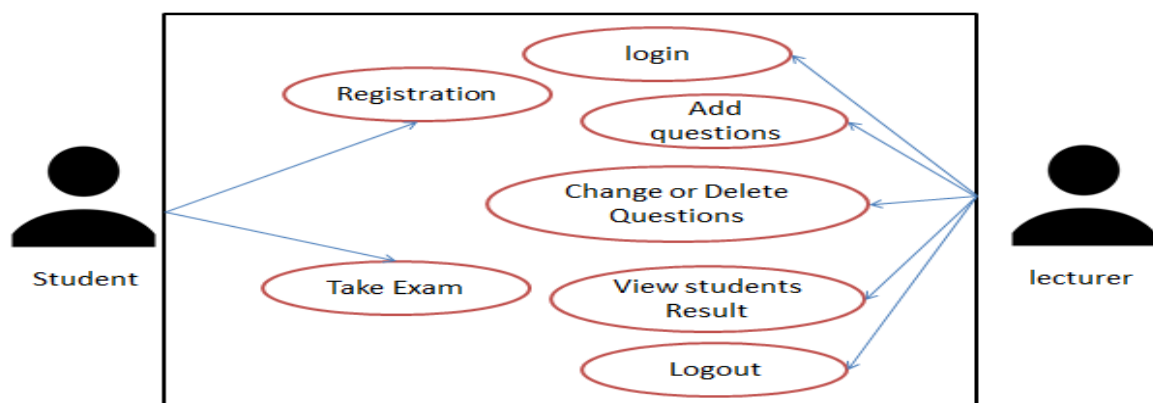 login
Registration
Add
questions
Change or Delete
Questions
Student
lecturer
Take Exam
View students
Result
Logout